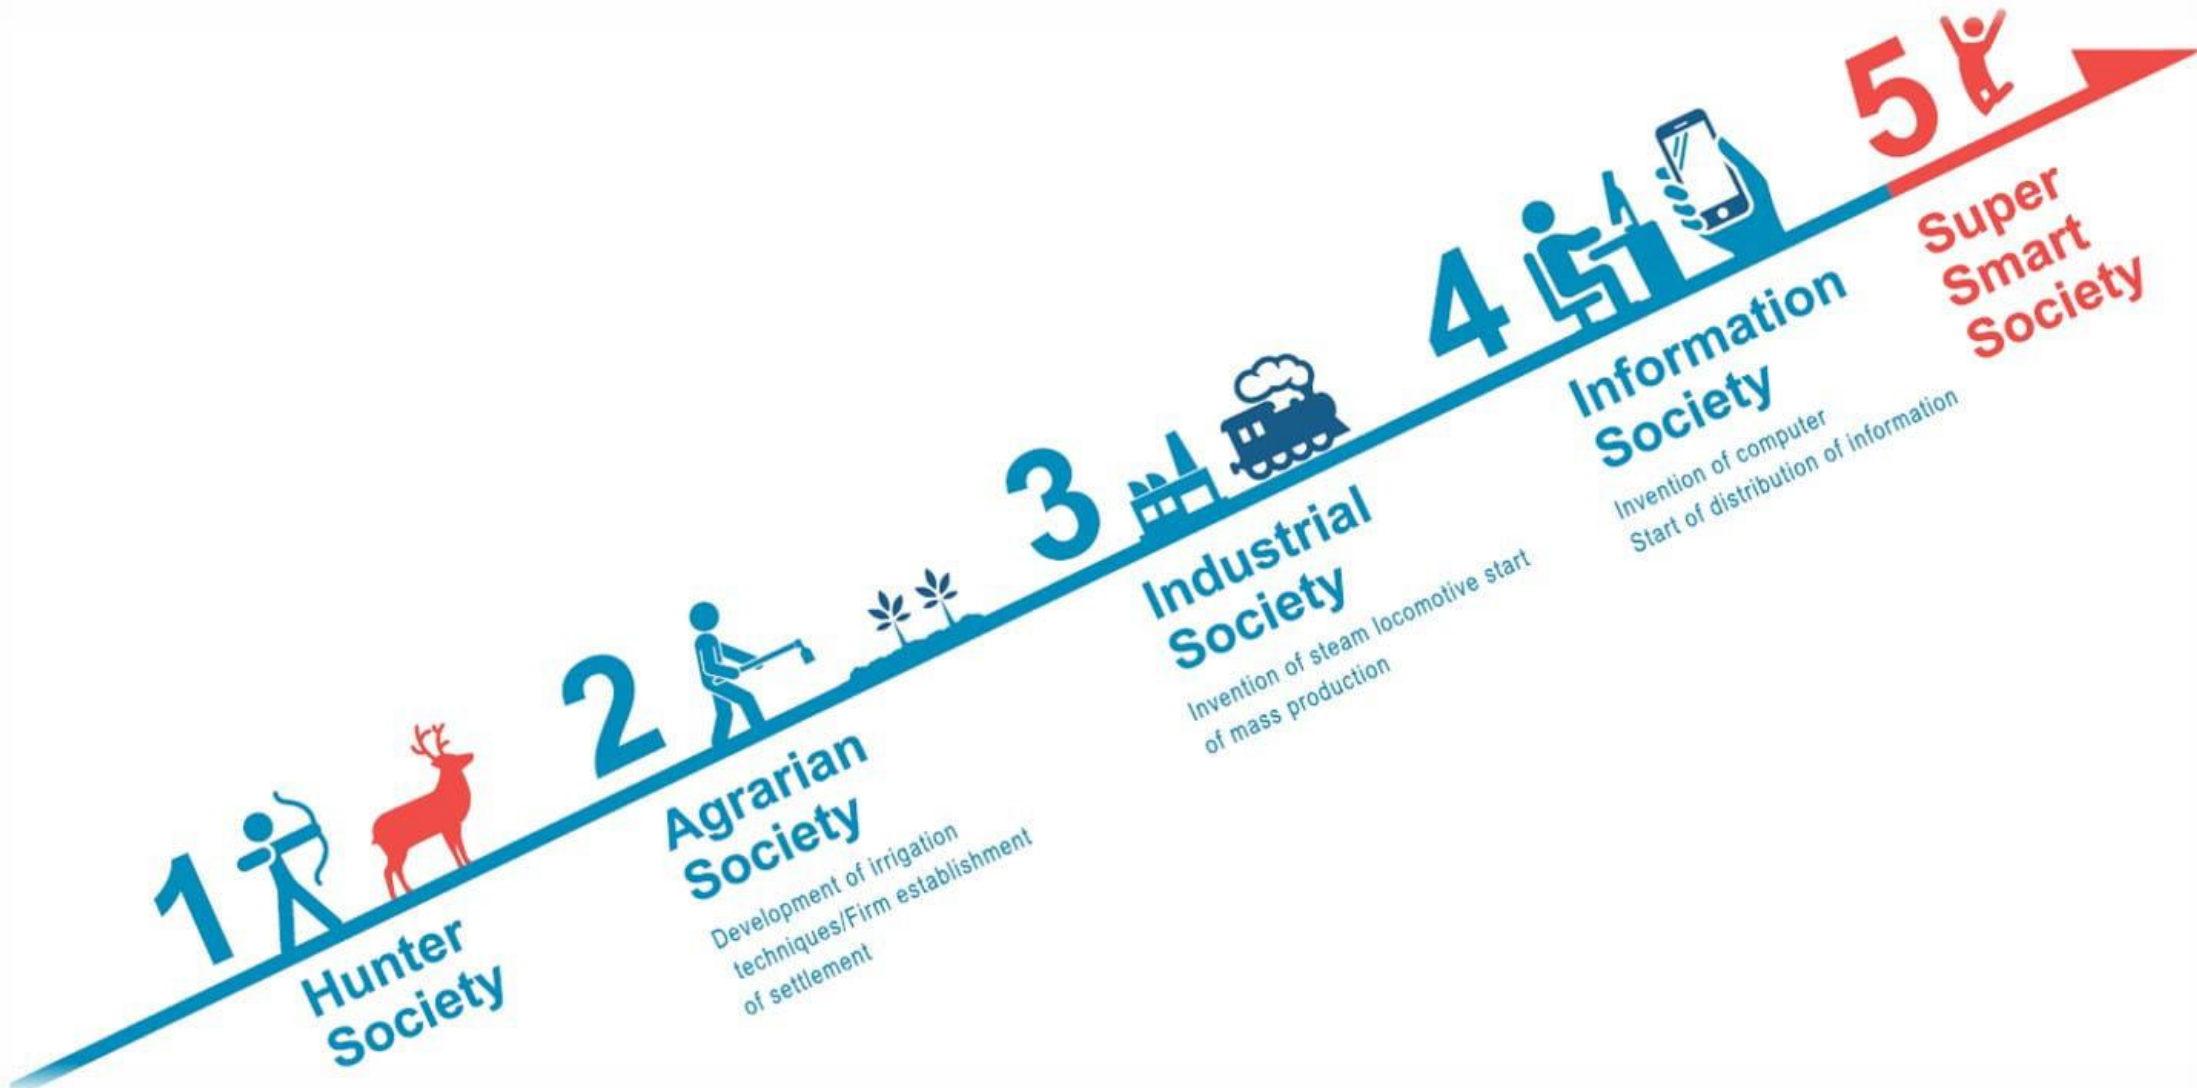 1
Hunter
Society
2
Agrarian
Society
Development of irrigation
techniques/Firm establishment
of settlement
3
Industrial
Society
Invention of steam locomotive start
of mass production
4
Information
Society
Invention of computer
Start of distribution of information
5
Super
Smart
Society